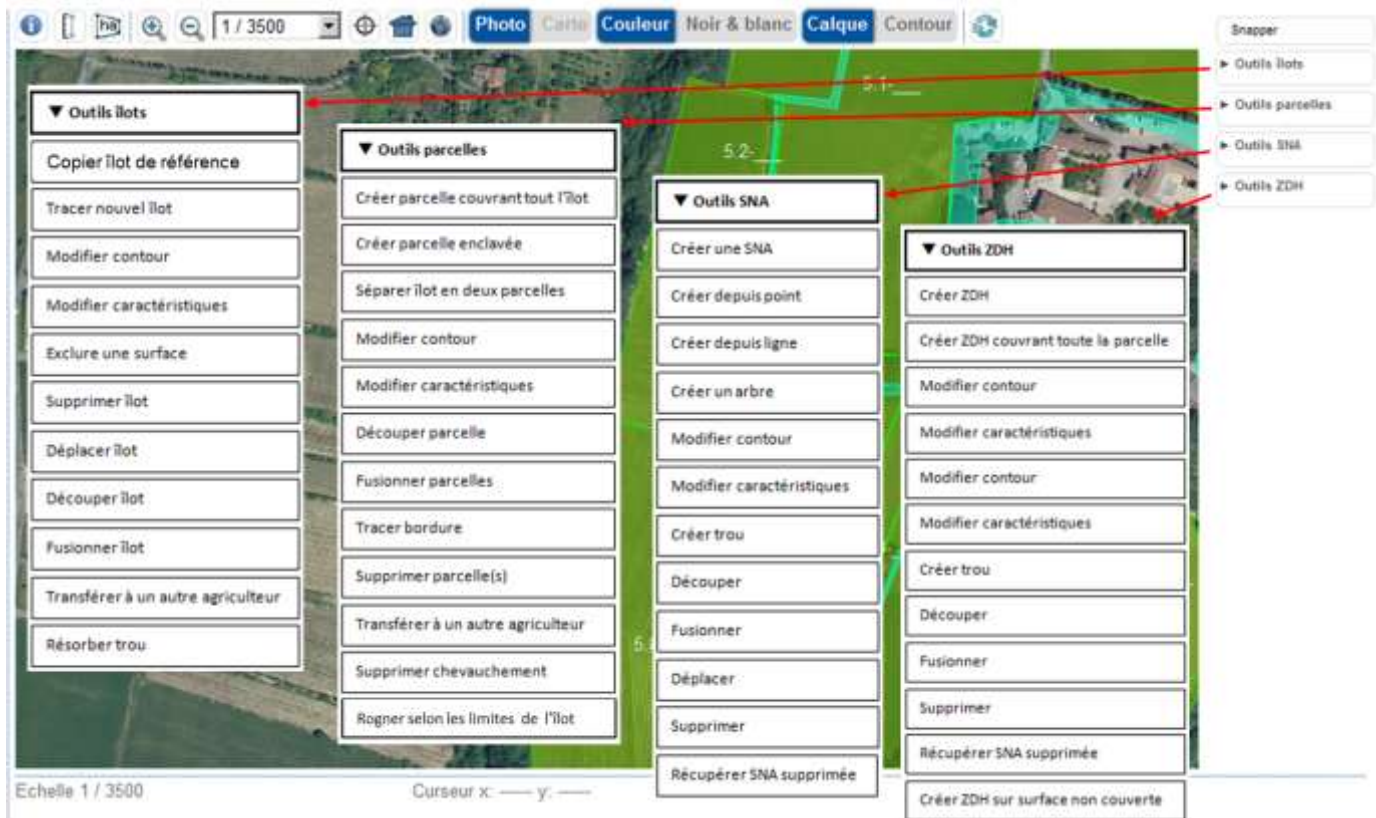 1 / 3500 Photo Carte Couleur Noir & blanc Calque Contour
Snapper
► Outils îlots
► Outils parcelles
► Outils SNA
► Outils ZDH
▼ Outils îlots
Copier îlot de référence
Tracer nouvel îlot
Modifier contour
Modifier caractéristiques
Exclure une surface
Supprimer îlot
Déplacer îlot
Découper îlot
Fusionner îlot
Transférer à un autre agriculteur
Résorber trou
▼ Outils parcelles
Créer parcelle couvrant tout l'îlot
Créer parcelle enclavée
Séparer îlot en deux parcelles
Modifier contour
Modifier caractéristiques
Découper parcelle
Fusionner parcelles
Tracer bordure
Supprimer parcelle(s)
Transférer à un autre agriculteur
Supprimer chevauchement
Rogner selon les limites de l'îlot
5.1-___
5.2-___
▼ Outils SNA
Créer une SNA
Créer depuis point
Créer depuis ligne
Créer un arbre
Modifier contour
Modifier caractéristiques
Créer trou
Découper
Fusionner
Déplacer
Supprimer
Récupérer SNA supprimée
▼ Outils ZDH
Créer ZDH
Créer ZDH couvrant toute la parcelle
Modifier contour
Modifier caractéristiques
Modifier contour
Modifier caractéristiques
Créer trou
Découper
Fusionner
Supprimer
Récupérer SNA supprimée
Créer ZDH sur surface non couverte
Echelle 1 / 3500
Curseur x: —— y: ——